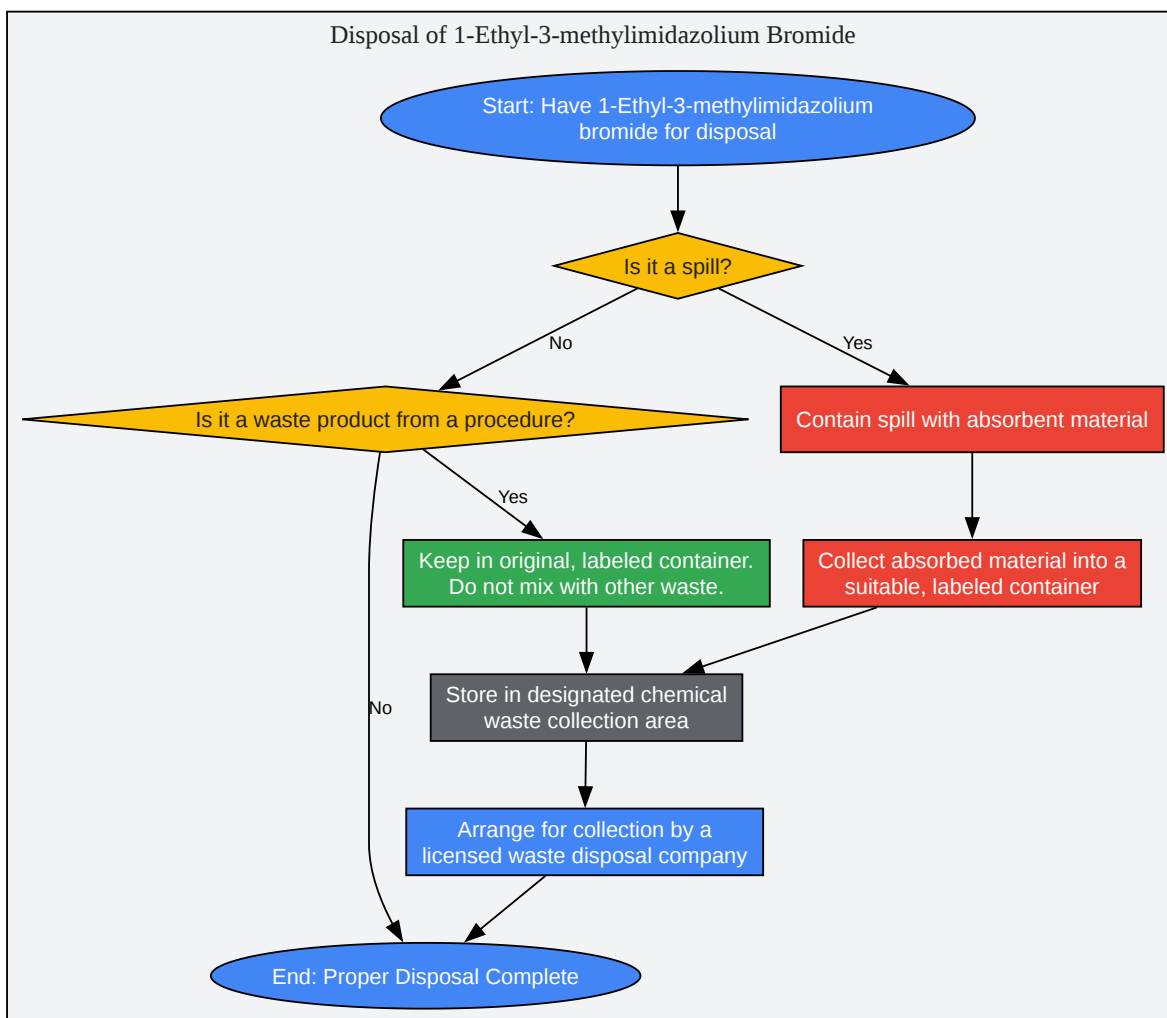 Disposal of 1-Ethyl-3-methylimidazolium Bromide
Start: Have 1-Ethyl-3-methylimidazolium
bromide for disposal
Is it a spill?
No
Yes
Is it a waste product from a procedure?
Contain spill with absorbent material
Yes
Keep in original, labeled container.
Do not mix with other waste.
Collect absorbed material into a
suitable, labeled container
Store in designated chemical
waste collection area
No
Arrange for collection by a
licensed waste disposal company
End: Proper Disposal Complete